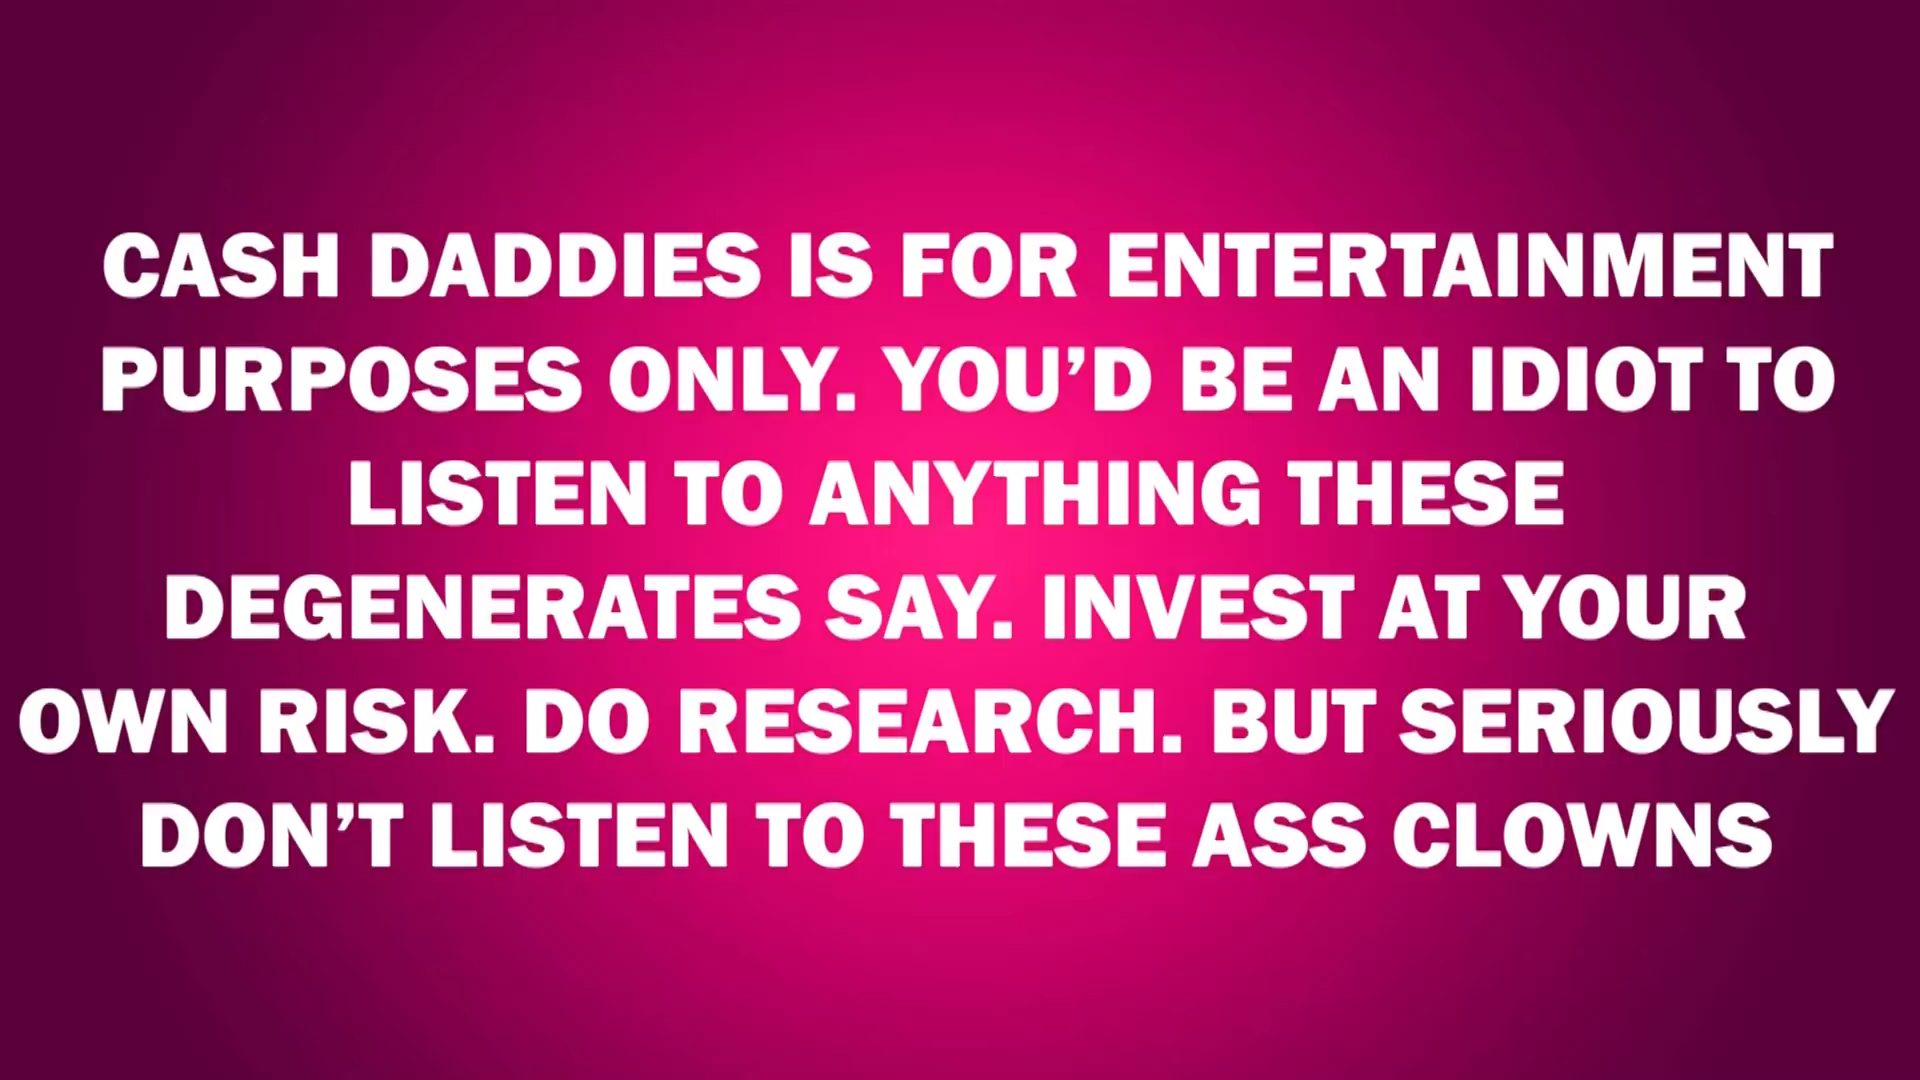 CASH DADDIES IS FOR ENTERTAINMENT
PURPOSES ONLY. YOU’D BE AN IDIOT TO
LISTEN TO ANYTHING THESE
DEGENERATES SAY. INVEST AT YOUR
OWN RISK. DO RESEARCH. BUT SERIOUSLY
DON’T LISTEN TO THESE ASS CLOWNS